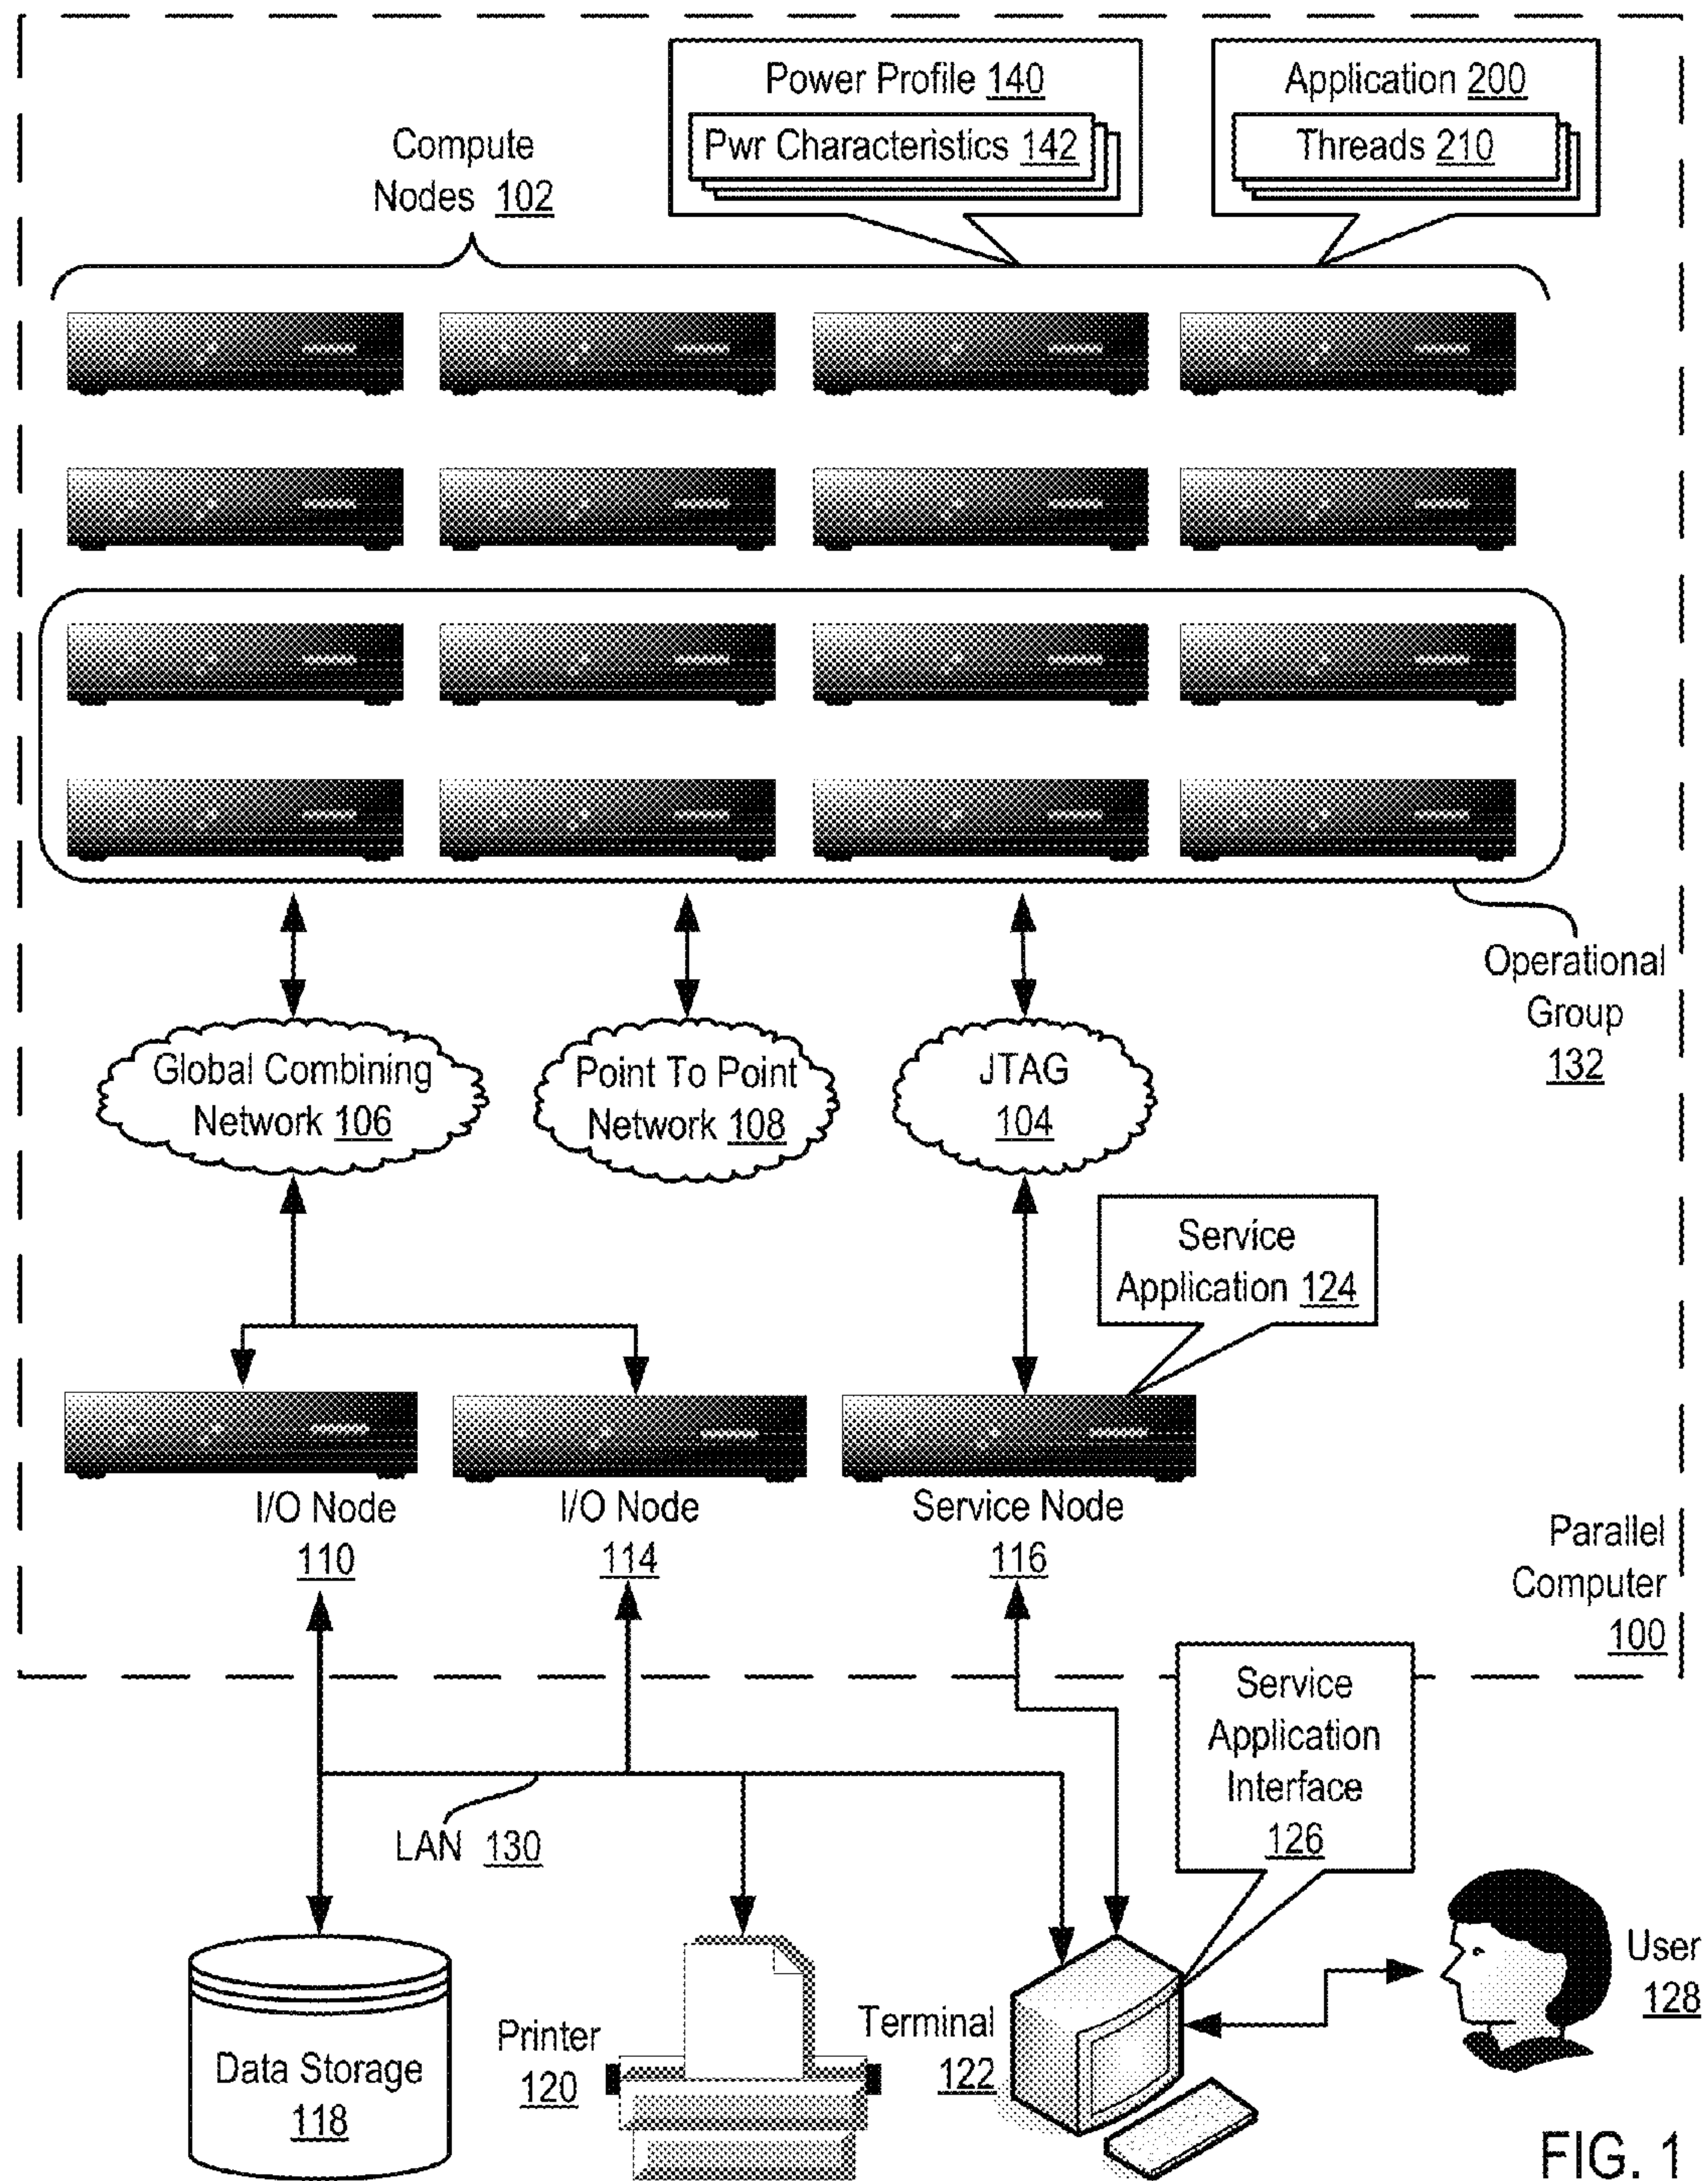 Power Profile 140
Pwr Characteristics 142
Application 200
Threads 210
Compute
Nodes 102
Operational
Group
132
Global Combining
Network 106
Point To Point
Network 108
JTAG
104
Service
Application 124
I/O Node
110
I/O Node
114
Service Node
116
Parallel
Computer
100
Service
Application
Interface
126
LAN 130
Data Storage
118
Printer
120
Terminal
122
User
128
FIG. 1